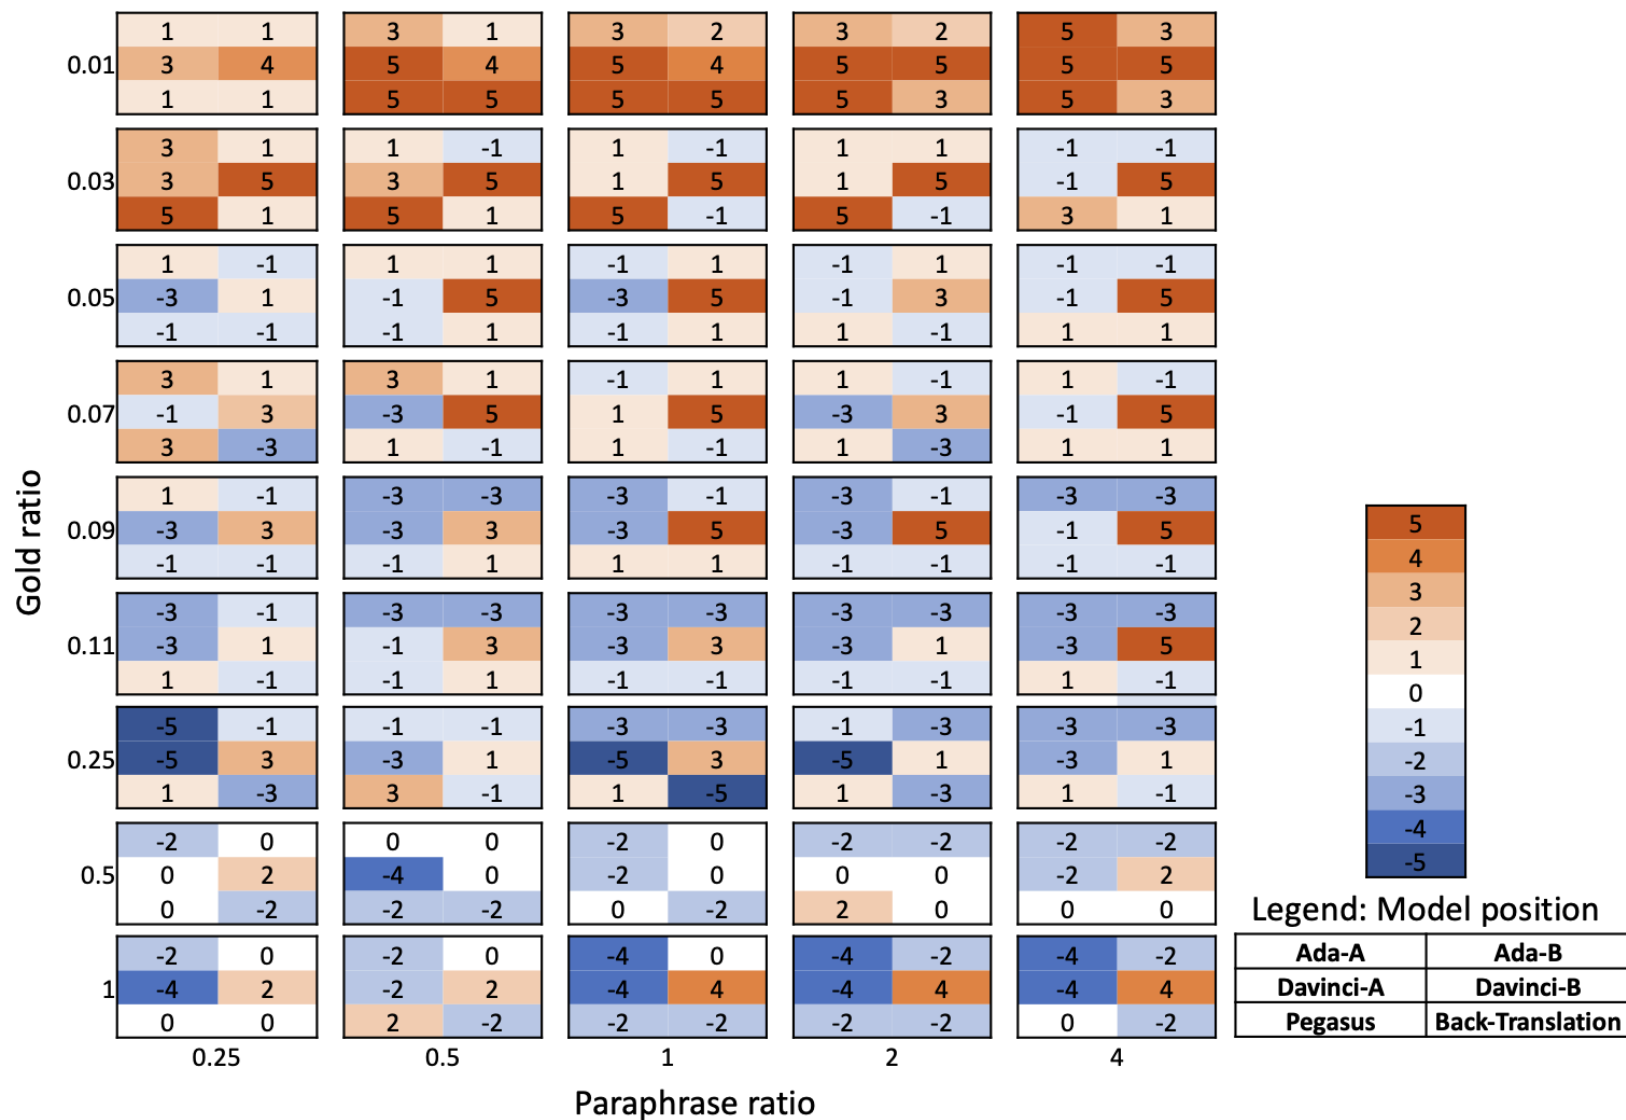 1 1 3 1 3 2 3 2 5 3
0.01 3 4 5 4 5 4 5 5 5 5
1 1 5 5 5 5 5 3 5 3
3 1 1 -1 1 -1 1 1 -1 -1
0.03 3 5 3 5 1 5 1 5 -1 5
5 1 5 1 5 -1 5 -1 3 1
1 -1 1 1 -1 1 -1 1 -1 -1
0.05 -3 1 -1 5 -3 5 -1 3 -1 5
-1 -1 -1 1 -1 1 1 -1 1 1
3 1 3 1 -1 1 1 -1 1 -1
0.07 -1 3 -3 5 1 5 -3 3 -1 5
3 -3 1 -1 1 -1 1 -3 1 1
1 -1 -3 -3 -3 -1 -3 -1 -3 -3
0.09 -3 3 -3 3 -3 5 -3 5 -1 5
-1 -1 -1 1 1 1 -1 -1 -1 -1
-3 -1 -3 -3 -3 -3 -3 -3 -3 -3
0.11 -3 1 -1 3 -3 3 -3 1 -3 5
1 -1 -1 1 -1 -1 -1 -1 1 -1
-5 -1 -1 -1 -3 -3 -1 -3 -3 -3
0.25 -5 3 -3 1 -5 3 -5 1 -3 1
1 -3 3 -1 1 -5 1 -3 1 -1
-2 0 0 0 -2 0 -2 -2 -2 -2
0.5 0 2 -4 0 -2 0 0 0 -2 2
0 -2 -2 -2 0 -2 2 0 0 0
-2 0 -2 0 -4 0 -4 -2 -4 -2
1 -4 2 -2 2 -4 4 -4 4 -4 4
0 0 2 -2 -2 -2 -2 -2 0 -2
0.25 0.5 1 2 4
Paraphrase ratio
Gold ratio
5
4
3
2
1
0
-1
-2
-3
-4
-5
Legend: Model position
Ada-A Ada-B
Davinci-A Davinci-B
Pegasus Back-Translation